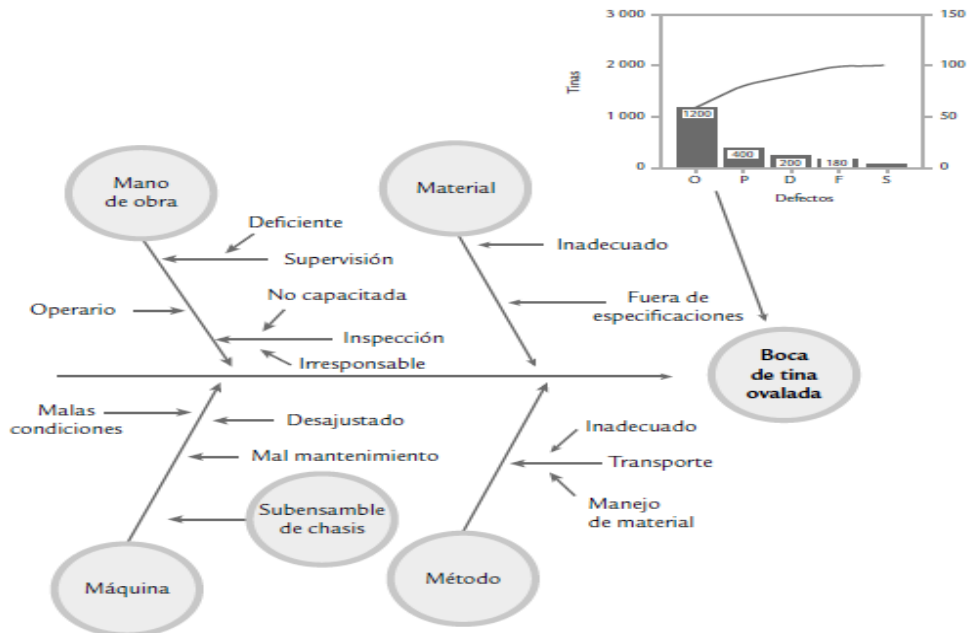 3 000
2 000
1 000
0
Tinas
150
100
50
0
1200
400
200
180
O
P
D
F
S
Defectos
Mano
de obra
Material
Deficiente
Supervisión
Inadecuado
No capacitada
Operario
Fuera de
especificaciones
Inspección
Irresponsable
Boca
de tina
ovalada
Malas
condiciones
Desajustado
Mal mantenimiento
Inadecuado
Transporte
Subensamble
de chasis
Manejo
de material
Máquina
Método